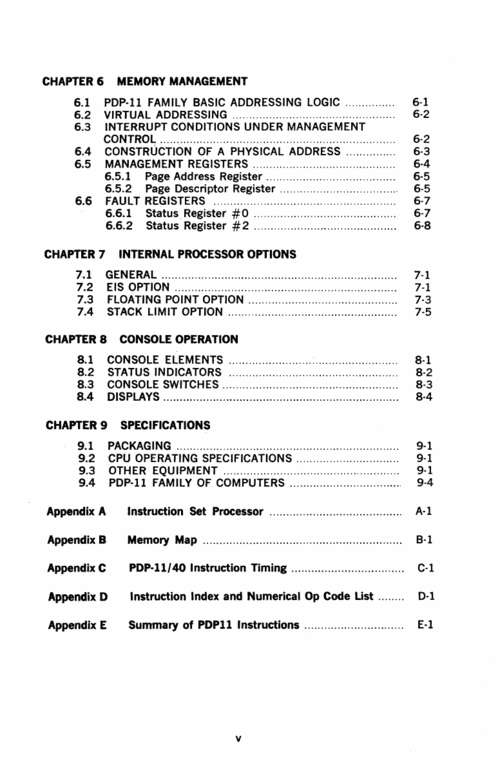 CHAPTER 6 MEMORY MANAGEMENT
6.1 PDP-11 FAMILY BASIC ADDRESSING LOGIC ............... 6-1
6.2 VIRTUAL ADDRESSING ................................................. 6-2
6.3 INTERRUPT CONDITIONS UNDER MANAGEMENT
CONTROL ....................................................................... 6-2
6.4 CONSTRUCTION OF A PHYSICAL ADDRESS ............... 6-3
6.5 MANAGEMENT REGISTERS ........................................... 6-4
6.5.1 Page Address Register ....................................... 6-5
6.5.2 Page Descriptor Register ................................... 6-5
6.6 FAULT REGISTERS ....................................................... 6-7
6.6.1 Status Register #0 ........................................... 6-7
6.6.2 Status Register #2 ........................................... 6-8
CHAPTER 7 INTERNAL PROCESSOR OPTIONS
7.1 GENERAL ....................................................................... 7-1
7.2 EIS OPTION ................................................................... 7-1
7.3 FLOATING POINT OPTION ............................................. 7-3
7.4 STACK LIMIT OPTION ................................................... 7-5
CHAPTER 8 CONSOLE OPERATION
8.1 CONSOLE ELEMENTS ................................................... 8-1
8.2 STATUS INDICATORS ................................................... 8-2
8.3 CONSOLE SWITCHES ..................................................... 8-3
8.4 DISPLAYS ....................................................................... 8-4
CHAPTER 9 SPECIFICATIONS
9.1 PACKAGING ................................................................... 9-1
9.2 CPU OPERATING SPECIFICATIONS ............................... 9-1
9.3 OTHER EQUIPMENT ..................................................... 9-1
9.4 PDP-11 FAMILY OF COMPUTERS ................................. 9-4
Appendix A Instruction Set Processor ....................................... A-1
Appendix B Memory Map ........................................................... B-1
Appendix C PDP-11/40 Instruction Timing ................................. C-1
Appendix D Instruction Index and Numerical Op Code List ........ D-1
Appendix E Summary of PDP11 Instructions .............................. E-1
v